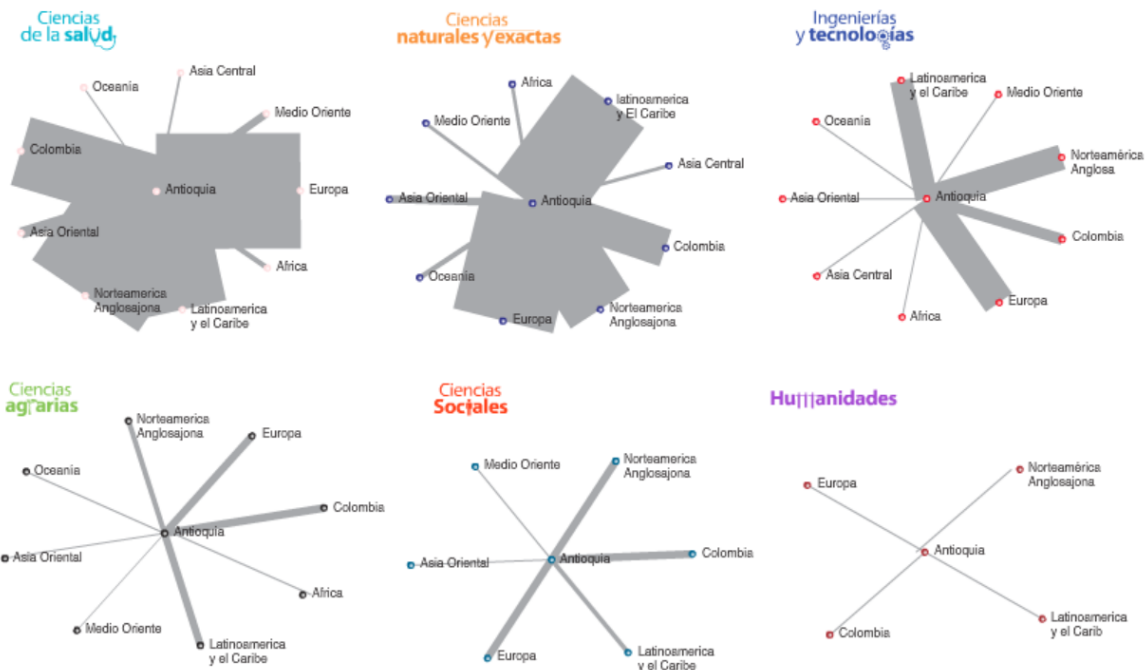 Ciencias
de la salud
Oceanía
Asia Central
Medio Oriente
Colombia
Antioquia
Europa
Asia Oriental
Africa
Norteamerica
Anglosajona
Latinoamerica
y el Caribe
Ciencias
naturales y exactas
Africa
latinoamerica
y El Caribe
Medio Oriente
Asia Central
Asia Oriental
Antioquia
Colombia
Oceanía
Europa
Norteamerica
Anglosajona
Ingenierías
y tecnologías
Latinoamerica
y el Caribe
Medio Oriente
Oceanía
Norteamérica
Anglosa
Asia Oriental
Antioquia
Colombia
Asia Central
Europa
Africa
Ciencias
agrarias
Norteamerica
Anglosajona
Europa
Oceanía
Colombia
Antioquia
Asia Oriental
Africa
Medio Oriente
Latinoamerica
y el Caribe
Ciencias
Sociales
Medio Oriente
Norteamerica
Anglosajona
Antioquia
Colombia
Asia Oriental
Europa
Latinoamerica
y el Caribe
Humanidades
Europa
Norteamérica
Anglosajona
Antioquia
Colombia
Latinoamerica
y el Carib